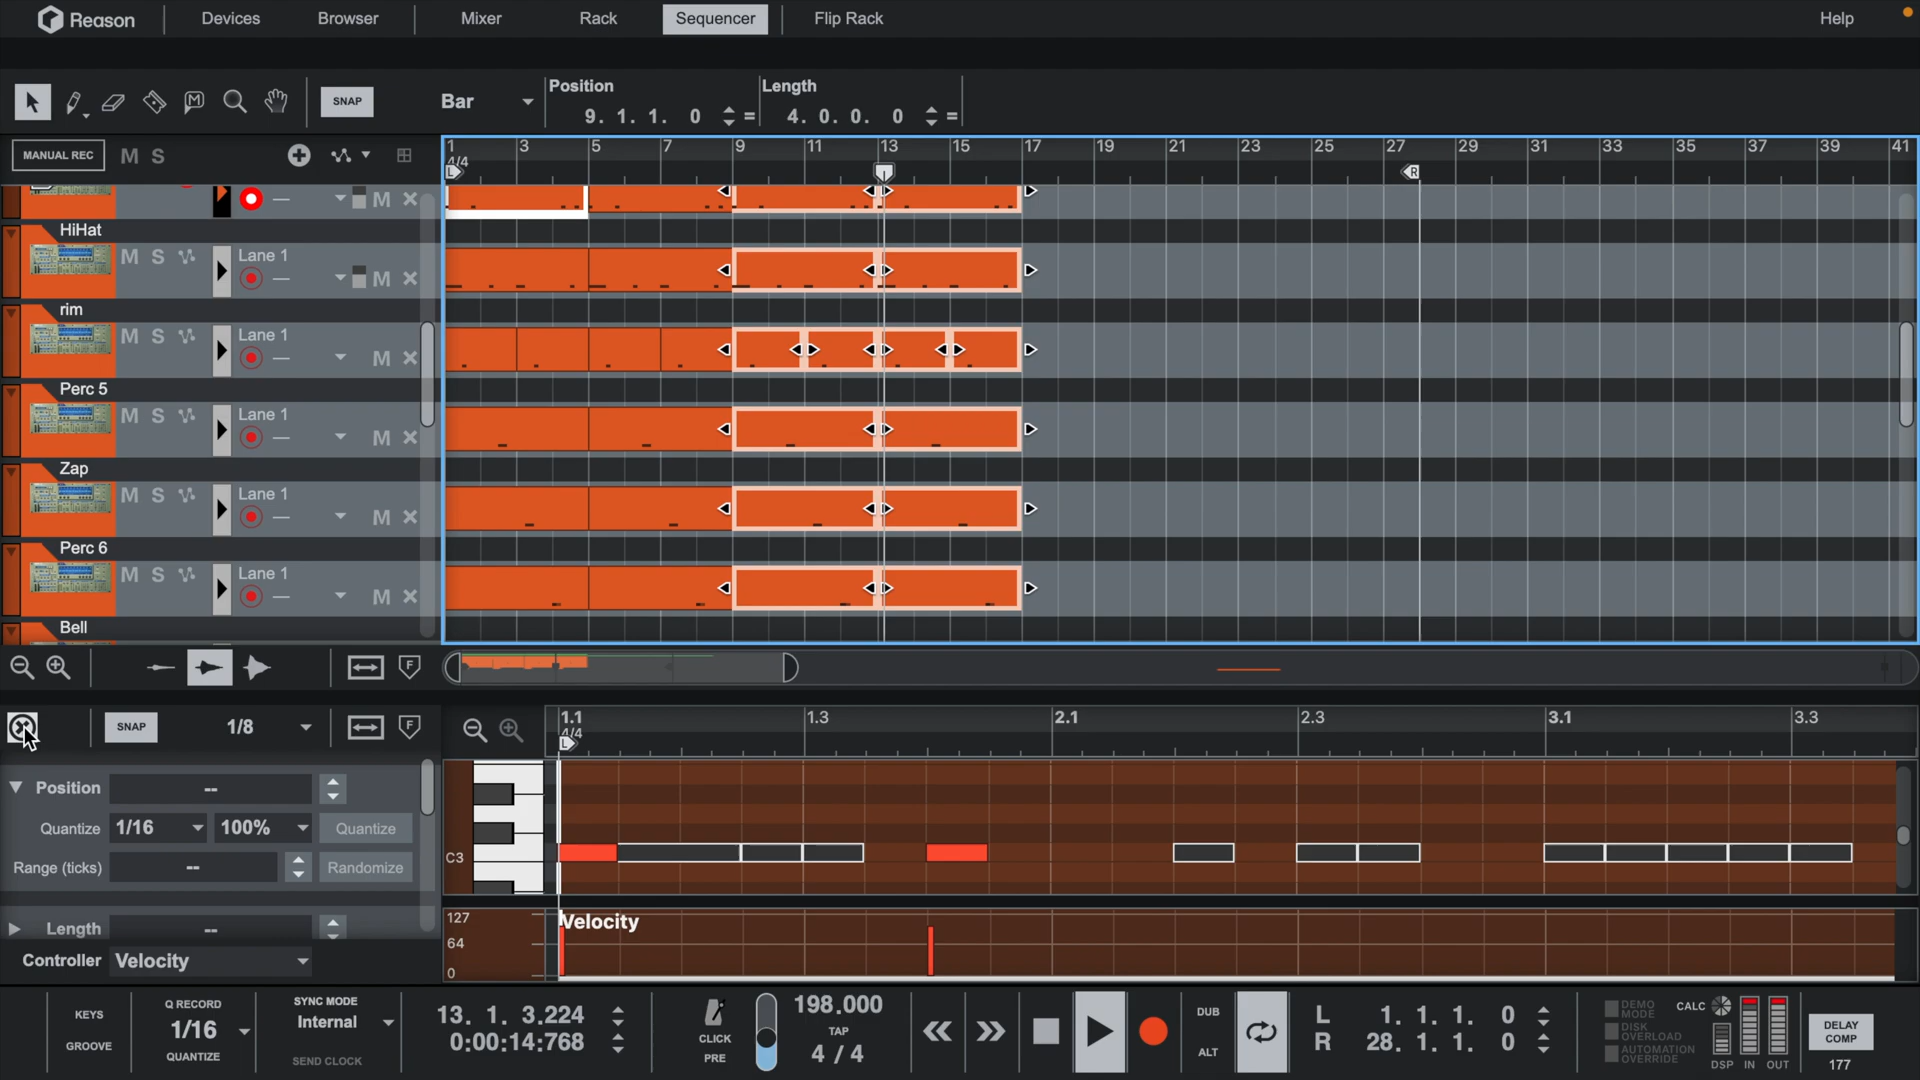 Reason
Devices
Browser
Mixer
Rack
Sequencer
Flip Rack
Help
SNAP
Bar
Position
9. 1. 1. 0
=
Length
4. 0. 0. 0
=
MANUAL REC
M S
1 3 5 7 9 11 13 15 17 19 21 23 25 27 29 31 33 35 37 39 41
4/4
L
R
M
HiHat
M S
Lane 1
M
rim
M S
Lane 1
M
Perc 5
M S
Lane 1
M
Zap
M S
Lane 1
M
Perc 6
M S
Lane 1
M
Bell
F
SNAP
1/8
F
1.1 1.3 2.1 2.3 3.1 3.3
4/4
L
Position
--
Quantize
1/16
100%
Quantize
Range (ticks)
--
Randomize
Length
--
Controller
Velocity
C3
127
64
0
Velocity
KEYS
GROOVE
Q RECORD
1/16
QUANTIZE
SYNC MODE
Internal
SEND CLOCK
13. 1. 3.224
0:00:14:768
CLICK
PRE
198.000
TAP
4 / 4
DUB
ALT
L 1. 1. 1. 0
R 28. 1. 1. 0
DEMO MODE
DISK OVERLOAD
AUTOMATION OVERRIDE
CALC
DSP IN OUT
DELAY COMP
177